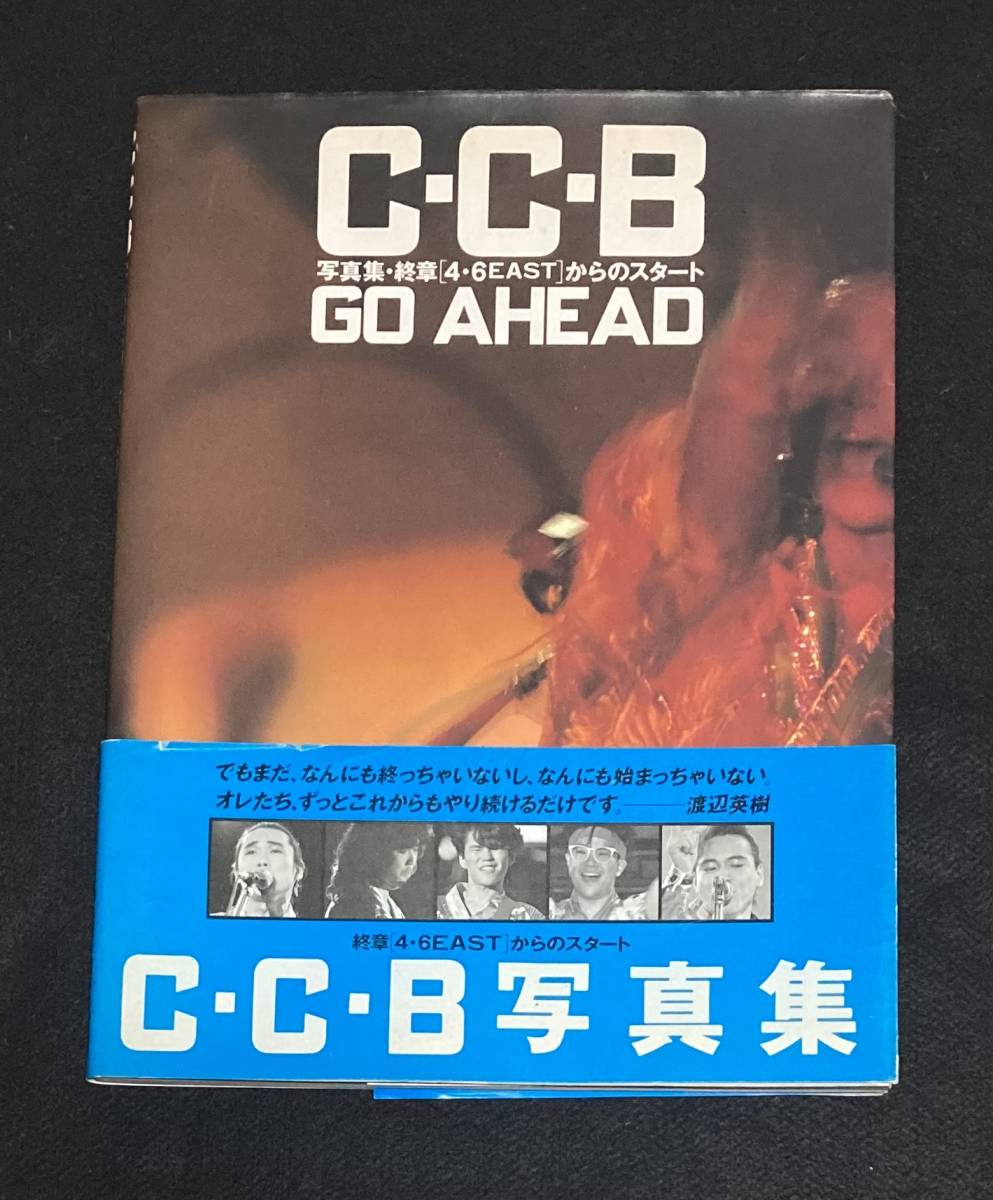 C・C・B
写真集・終章[4・6EAST]からのスタート
GO AHEAD
でもまだ、なんにも終っちゃいないし、なんにも始まっちゃいない。
オレたち、ずっとこれからもやり続けるだけです。——渡辺英樹
終章[4・6EAST]からのスタート
C・C・B写真集